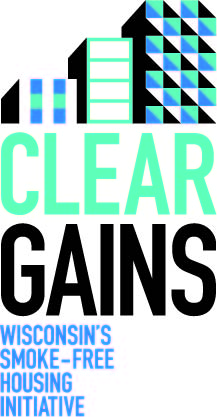 CLEAR
GAINS
WISCONSIN'S
SMOKE-FREE
HOUSING
INITIATIVE